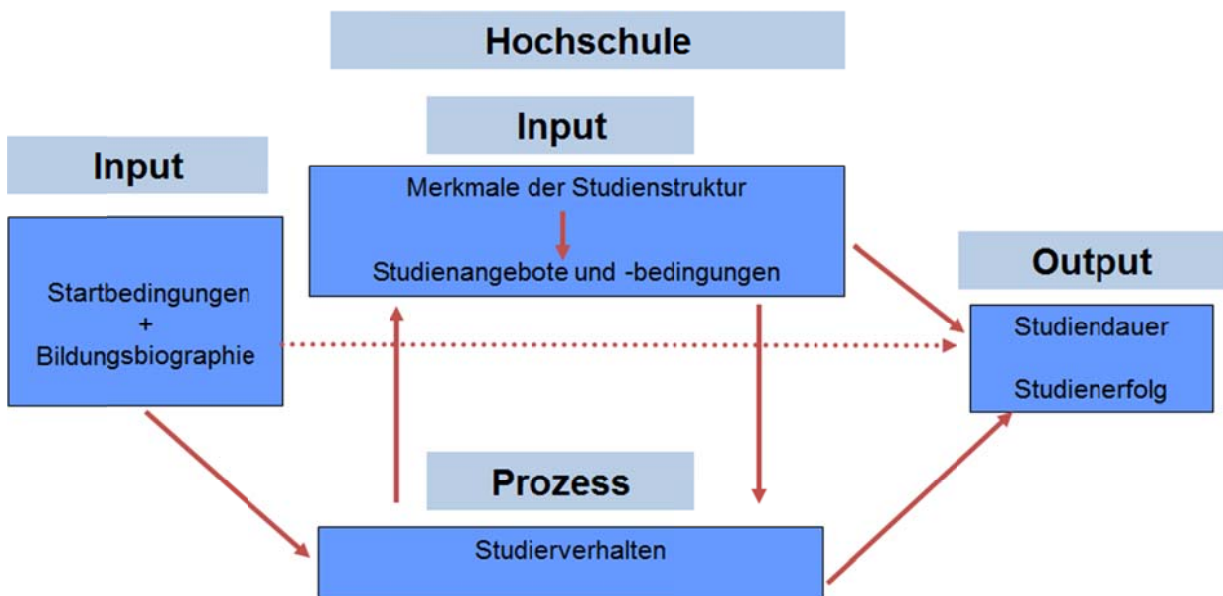 Hochschule
Input
Input
Merkmale der Studienstruktur
Studienangebote und -bedingungen
Startbedingungen
+
Bildungsbiographie
Output
Studiendauer
Studienerfolg
Prozess
Studierverhalten